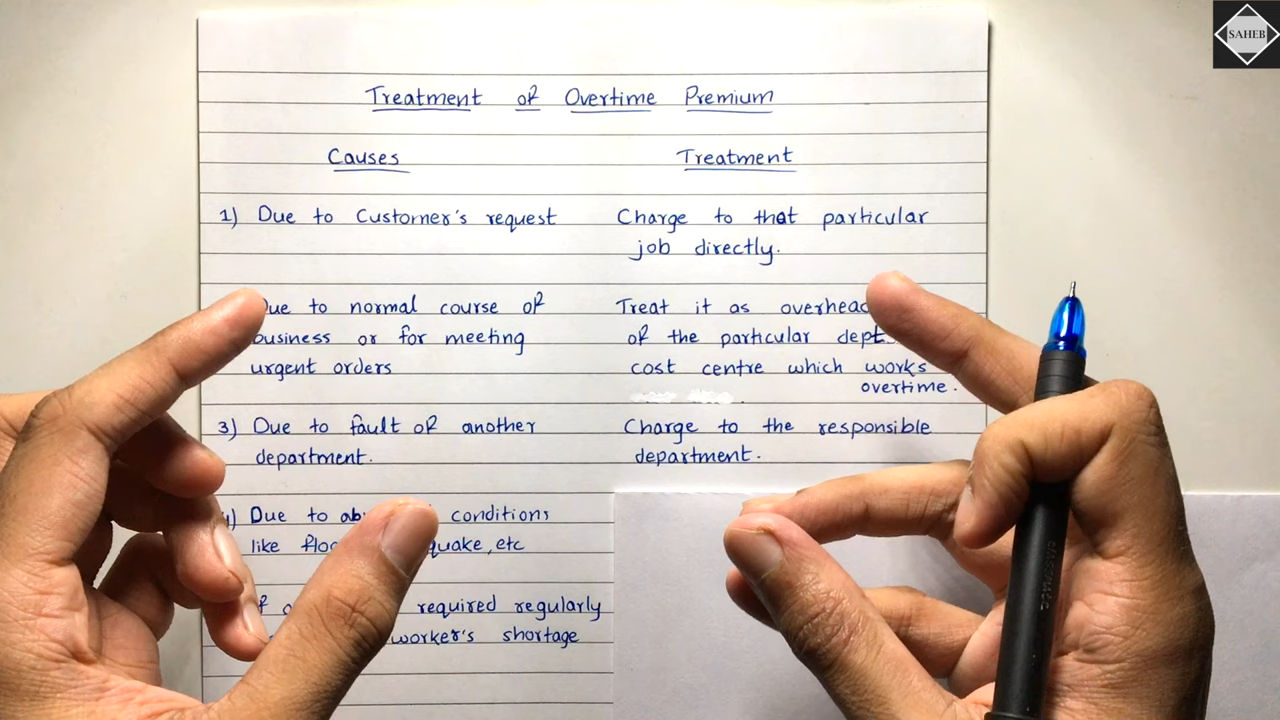 SAHEB
Treatment of Overtime Premium
Causes
Treatment
1) Due to Customer's request
Charge to that particular
job directly.
Due to normal course of
business or for meeting
urgent orders
Treat it as
of the particular dept
cost centre which works
overtime.
3) Due to fault of another
department.
Charge to the responsible
department.
Due to conditions
like quake, etc
required regularly
worker's shortage